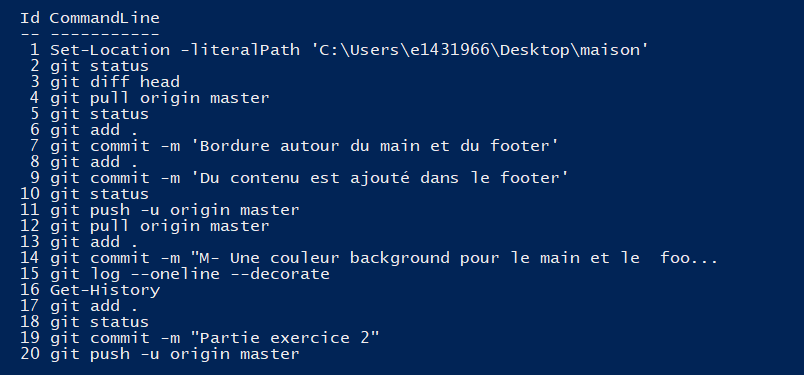 Id CommandLine
-- -----------
1 Set-Location -literalPath 'C:\Users\e1431966\Desktop\maison'
2 git status
3 git diff head
4 git pull origin master
5 git status
6 git add .
7 git commit -m 'Bordure autour du main et du footer'
8 git add .
9 git commit -m 'Du contenu est ajouté dans le footer'
10 git status
11 git push -u origin master
12 git pull origin master
13 git add .
14 git commit -m "M- Une couleur background pour le main et le  foo...
15 git log --oneline --decorate
16 Get-History
17 git add .
18 git status
19 git commit -m "Partie exercice 2"
20 git push -u origin master